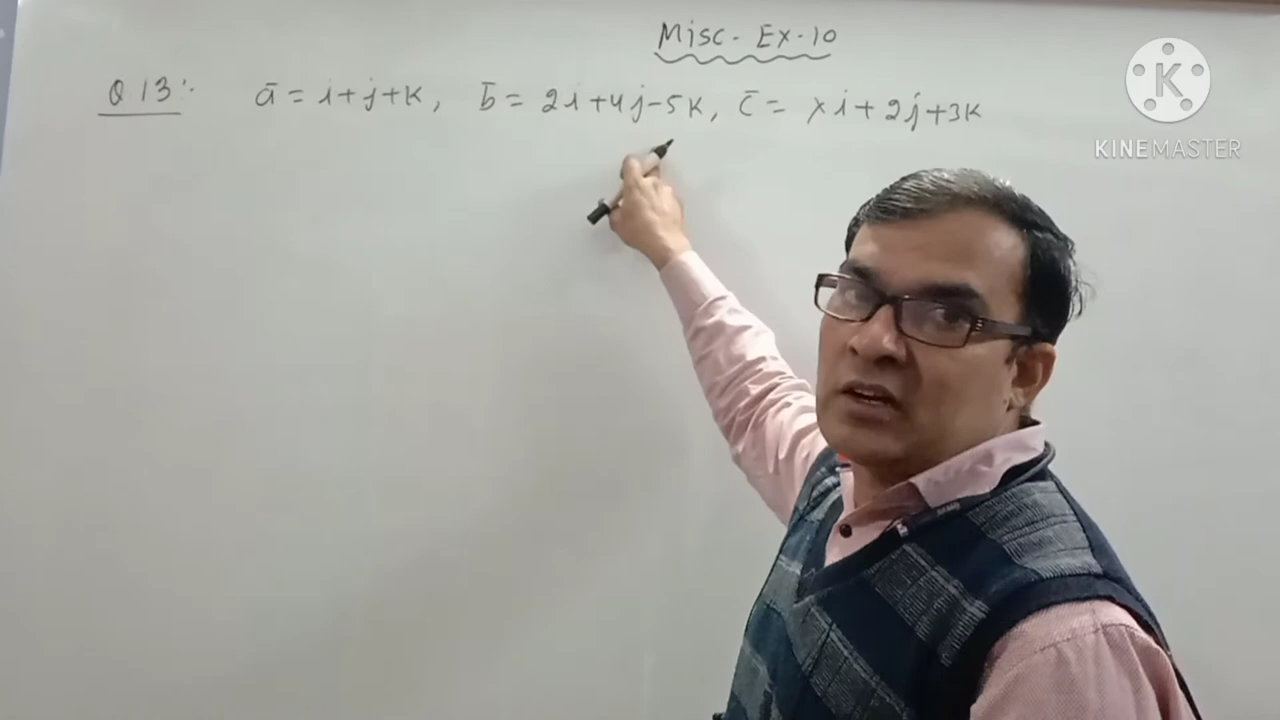 Misc. Ex-10
Q 13:. ā = i+j+k, b̄ = 2i+4j-5k, c̄ = xi+2j+3k
K
KINEMASTER